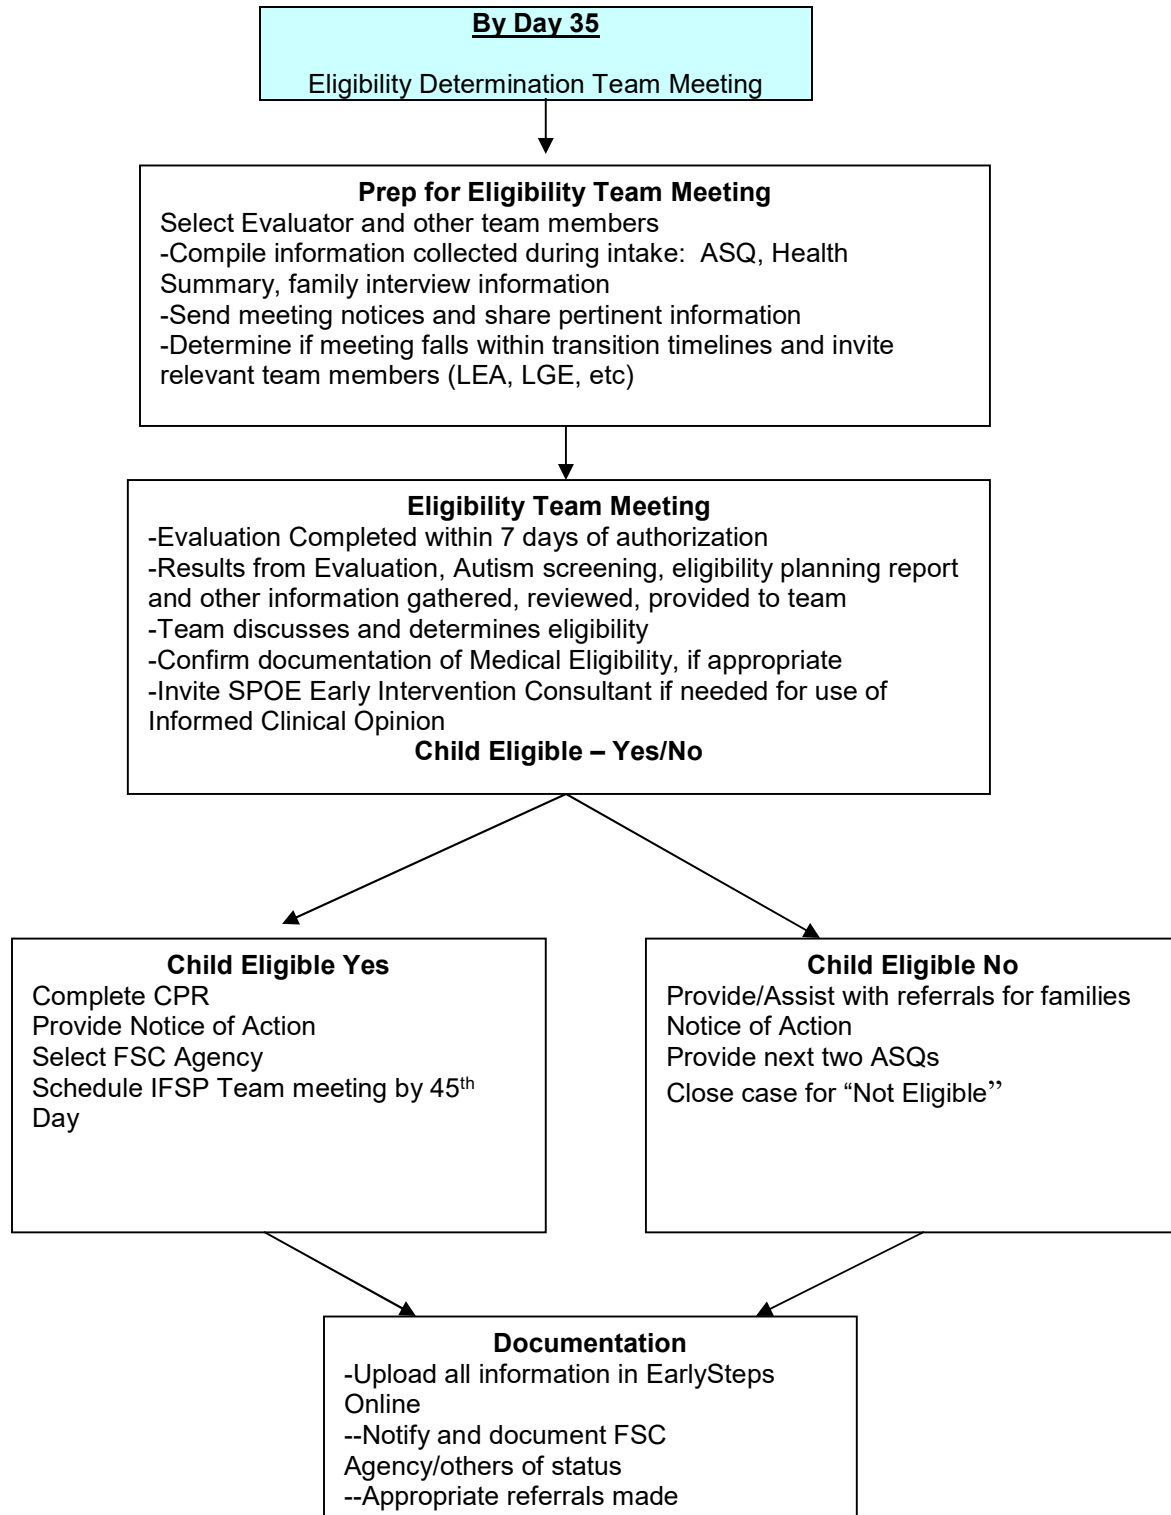 By Day 35
Eligibility Determination Team Meeting
Prep for Eligibility Team Meeting
Select Evaluator and other team members
-Compile information collected during intake:  ASQ, Health
Summary, family interview information
-Send meeting notices and share pertinent information
-Determine if meeting falls within transition timelines and invite
relevant team members (LEA, LGE, etc)
Eligibility Team Meeting
-Evaluation Completed within 7 days of authorization
-Results from Evaluation, Autism screening, eligibility planning report
and other information gathered, reviewed, provided to team
-Team discusses and determines eligibility
-Confirm documentation of Medical Eligibility, if appropriate
-Invite SPOE Early Intervention Consultant if needed for use of
Informed Clinical Opinion
Child Eligible – Yes/No
Child Eligible Yes
Complete CPR
Provide Notice of Action
Select FSC Agency
Schedule IFSP Team meeting by 45th
Day
Child Eligible No
Provide/Assist with referrals for families
Notice of Action
Provide next two ASQs
Close case for “Not Eligible”
Documentation
-Upload all information in EarlySteps
Online
--Notify and document FSC
Agency/others of status
--Appropriate referrals made